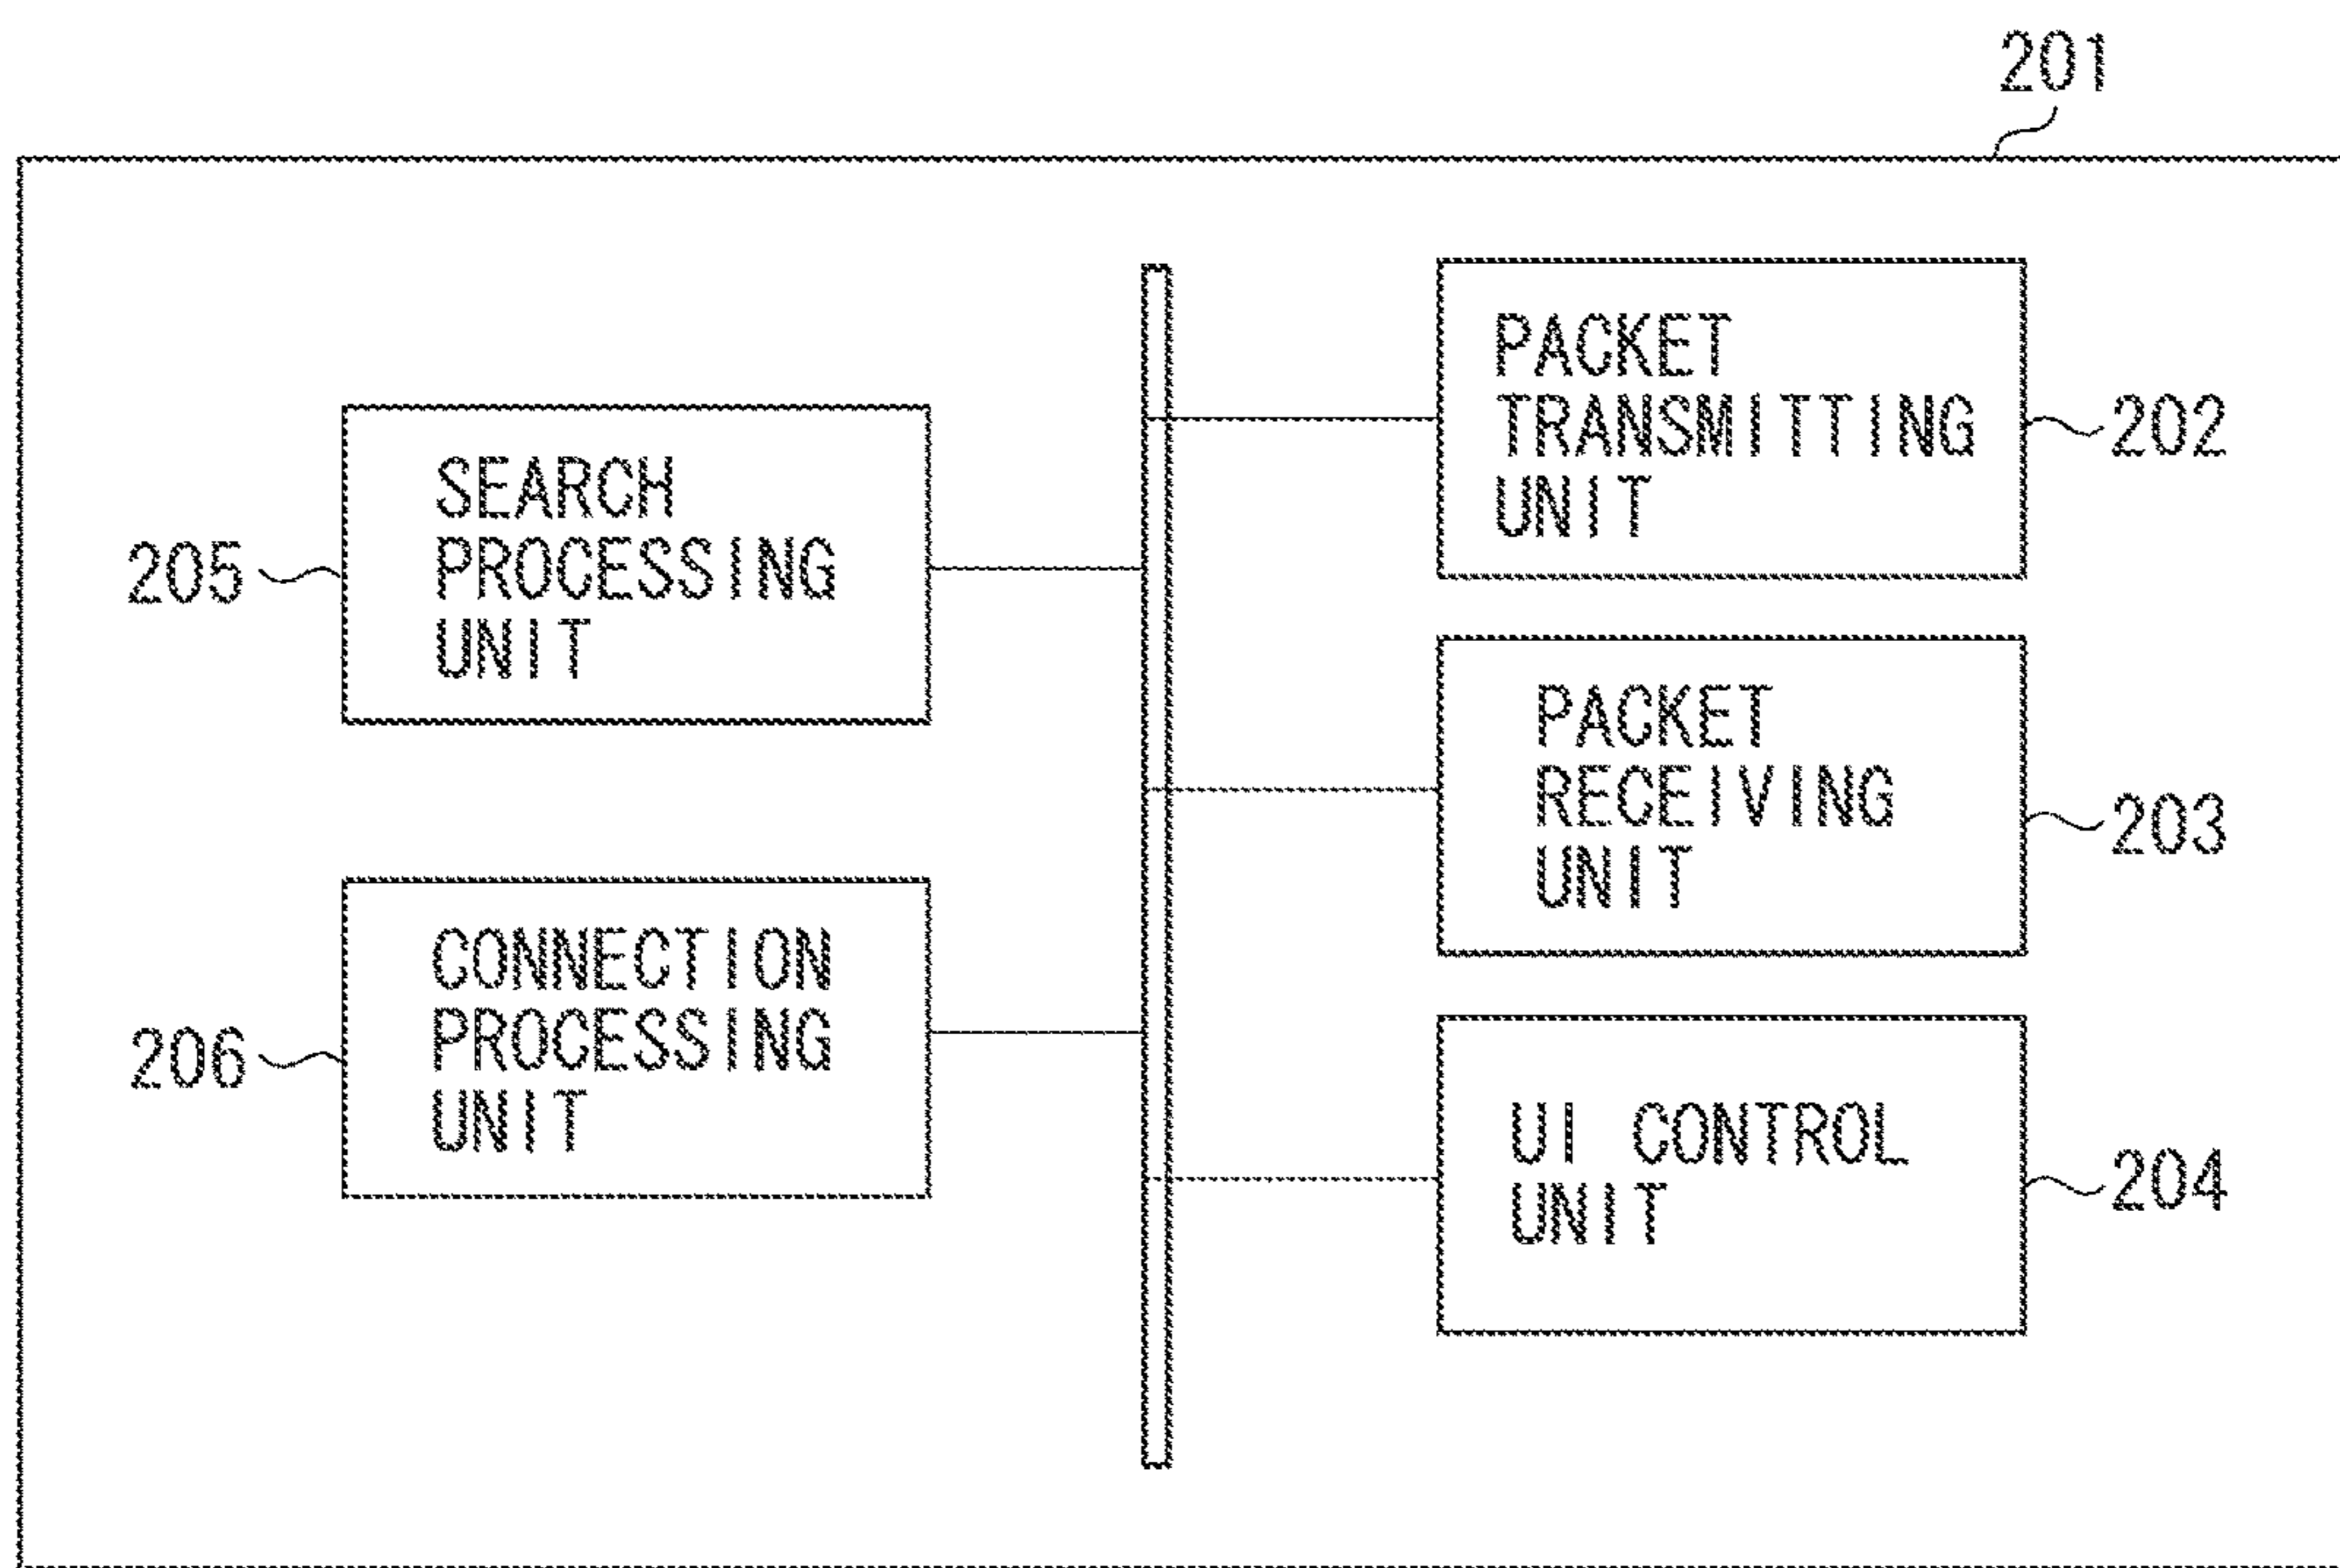 201
PACKET
TRANSMITTING
UNIT
202
SEARCH
PROCESSING
UNIT
205
PACKET
RECEIVING
UNIT
203
CONNECTION
PROCESSING
UNIT
206
UI CONTROL
UNIT
204